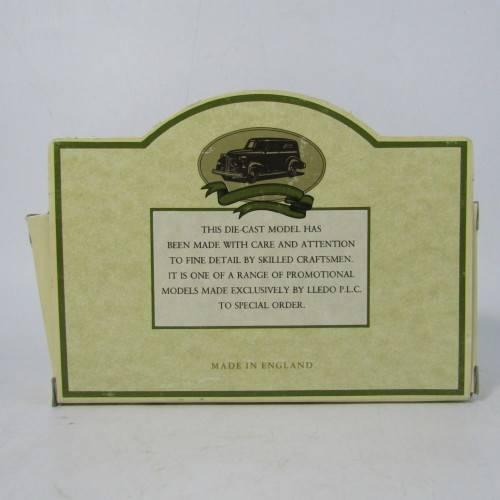 THIS DIE-CAST MODEL HAS
BEEN MADE WITH CARE AND ATTENTION
TO FINE DETAIL BY SKILLED CRAFTSMEN.
IT IS ONE OF A RANGE OF PROMOTIONAL
MODELS MADE EXCLUSIVELY BY LLEDO P.L.C.
TO SPECIAL ORDER.
MADE IN ENGLAND